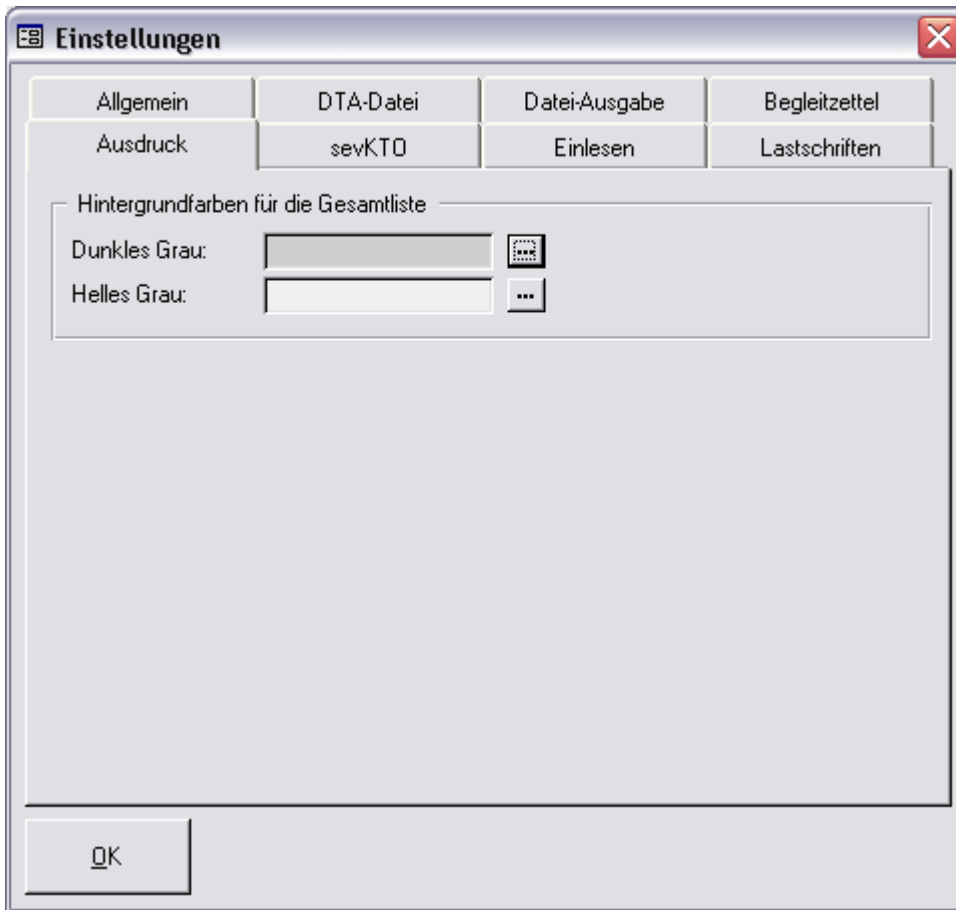 Einstellungen
Allgemein DTA-Datei Datei-Ausgabe Begleitzettel
Ausdruck sevKTO Einlesen Lastschriften
Hintergrundfarben für die Gesamtliste
Dunkles Grau: ...
Helles Grau: ...
OK